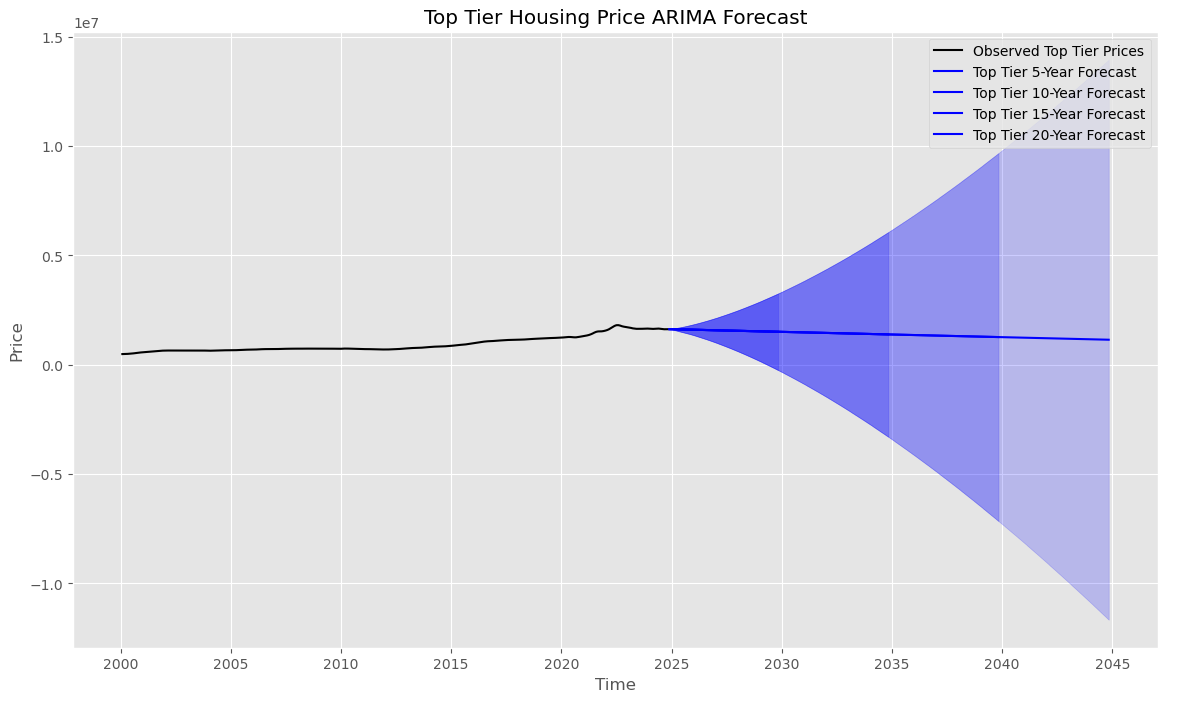 Top Tier Housing Price ARIMA Forecast
1e7
1.5
1.0
0.5
0.0
−0.5
−1.0
Price
Observed Top Tier Prices
Top Tier 5-Year Forecast
Top Tier 10-Year Forecast
Top Tier 15-Year Forecast
Top Tier 20-Year Forecast
2000 2005 2010 2015 2020 2025 2030 2035 2040 2045
Time